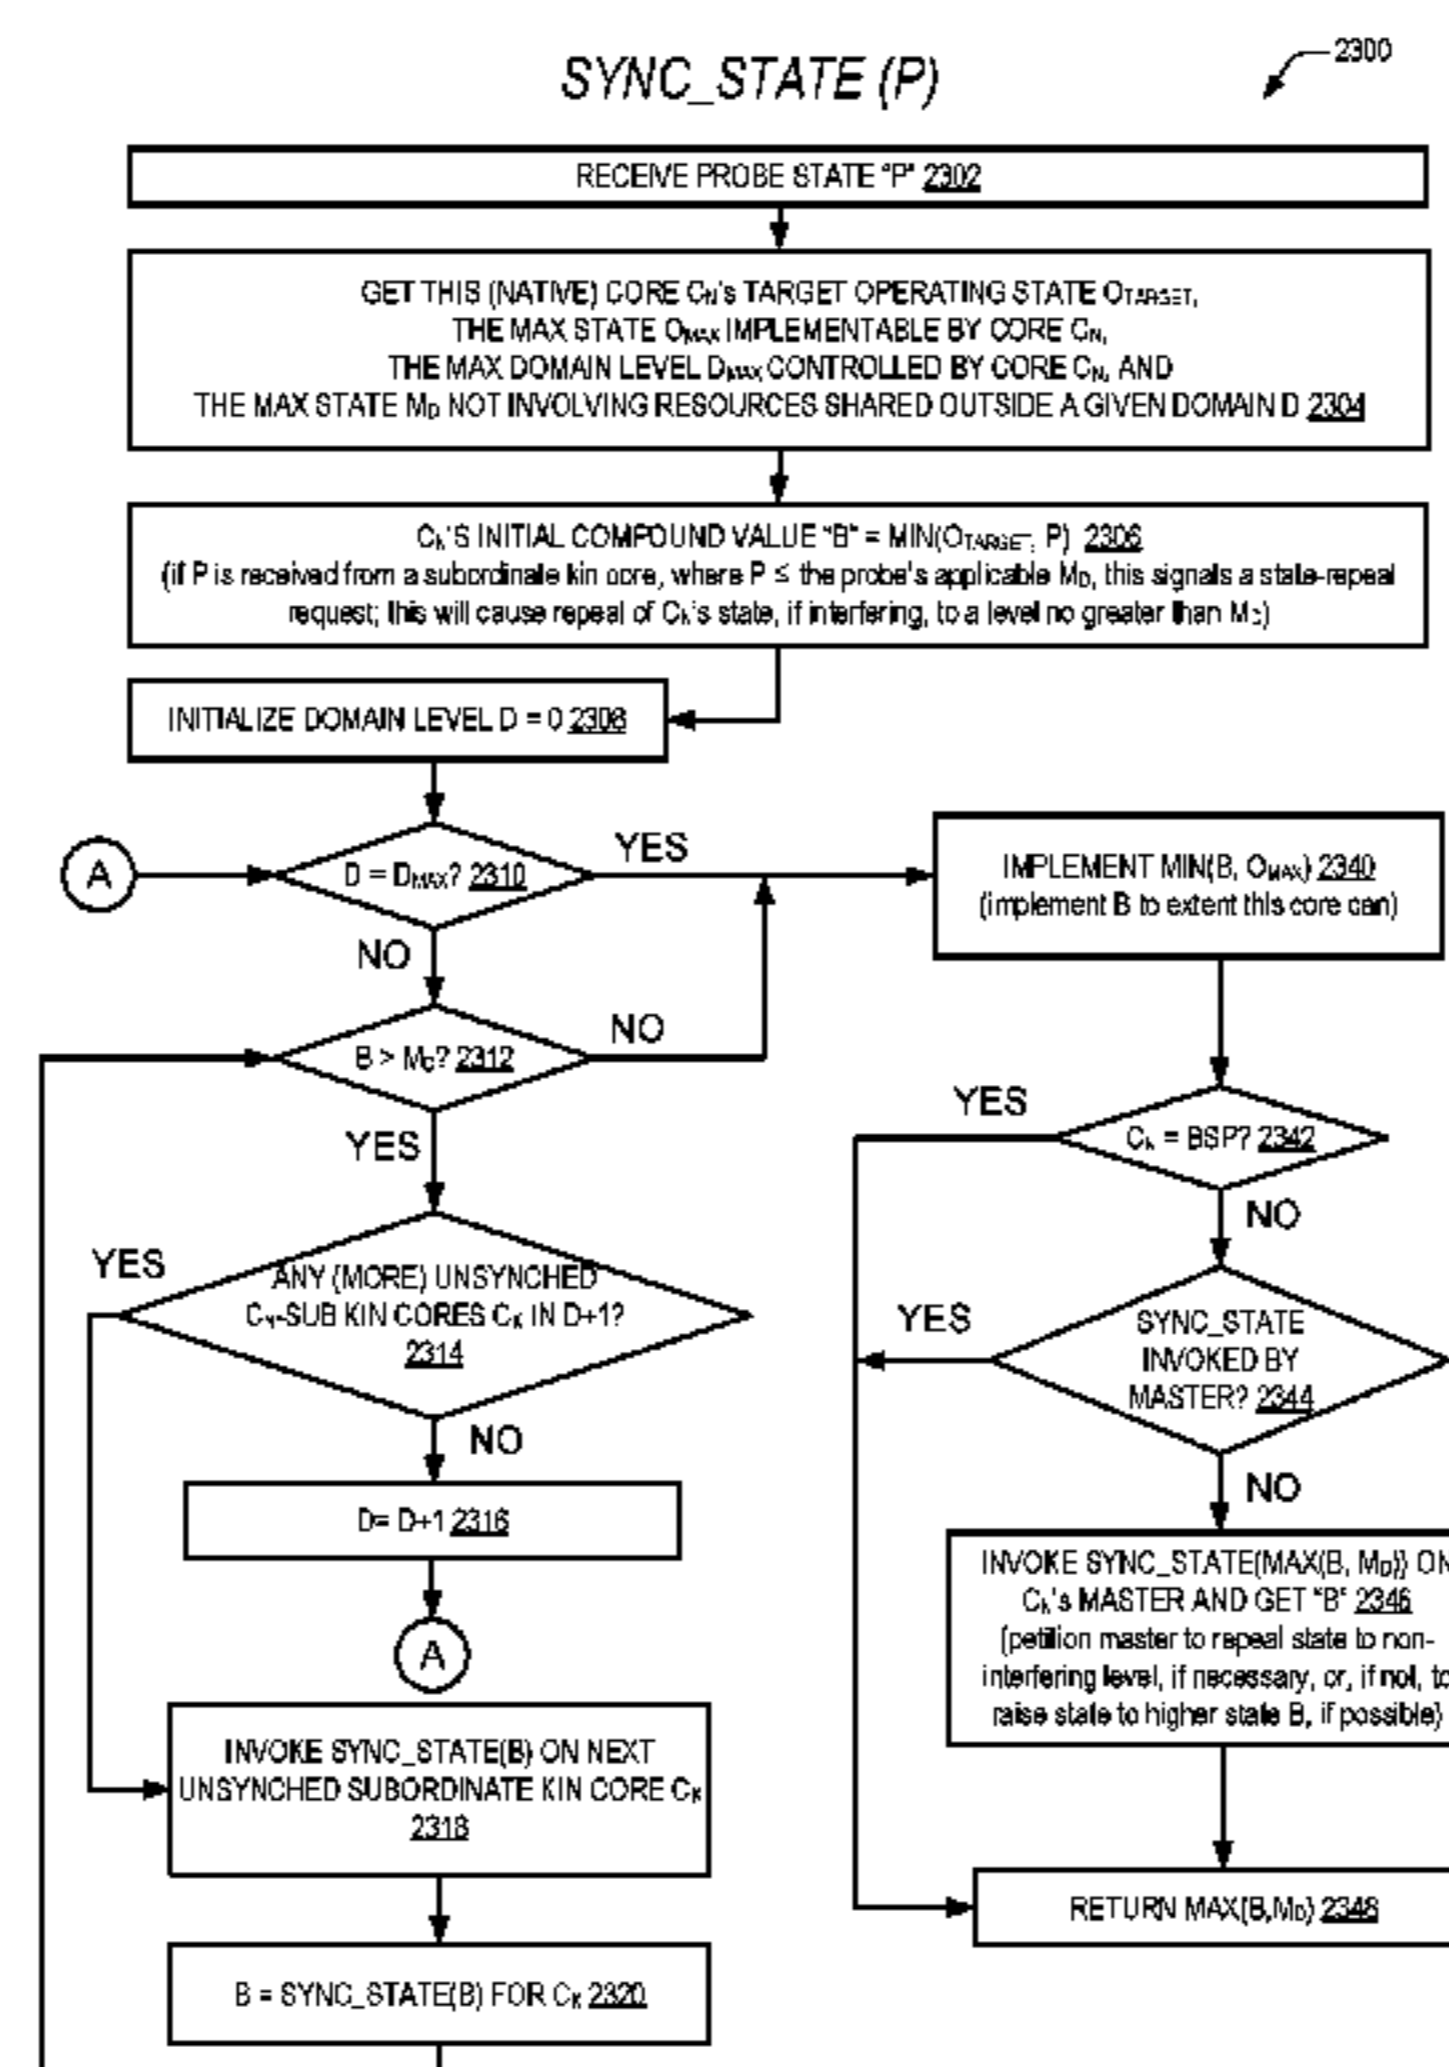 2300
SYNC_STATE (P)
RECEIVE PROBE STATE "P" 2302
GET THIS (NATIVE) CORE CN's TARGET OPERATING STATE OTARGET,
THE MAX STATE OMAX IMPLEMENTABLE BY CORE CN,
THE MAX DOMAIN LEVEL DMAX CONTROLLED BY CORE CN, AND
THE MAX STATE MD NOT INVOLVING RESOURCES SHARED OUTSIDE A GIVEN DOMAIN D 2304
CN'S INITIAL COMPOUND VALUE "B" = MIN(OTARGET, P) 2306
(if P is received from a subordinate kin core, where P ≤ the probe's applicable MD, this signals a state-repeal
request; this will cause repeal of CN's state, if interfering, to a level no greater than MD)
INITIALIZE DOMAIN LEVEL D = 0 2308
A
D = DMAX? 2310
YES
NO
IMPLEMENT MIN(B, OMAX) 2340
(implement B to extent this core can)
B > MD? 2312
NO
YES
CN = BSP? 2342
YES
NO
ANY (MORE) UNSYNCHED
CN-SUB KIN CORES CK IN D+1?
2314
YES
NO
SYNC_STATE
INVOKED BY
MASTER? 2344
YES
NO
D= D+1 2316
A
INVOKE SYNC_STATE(MAX(B, MD)) ON
CN's MASTER AND GET "B" 2346
(petition master to repeal state to non-
interfering level, if necessary, or, if not, to
raise state to higher state B, if possible)
INVOKE SYNC_STATE(B) ON NEXT
UNSYNCHED SUBORDINATE KIN CORE CK
2318
RETURN MAX(B,MD) 2348
B = SYNC_STATE(B) FOR CK 2320